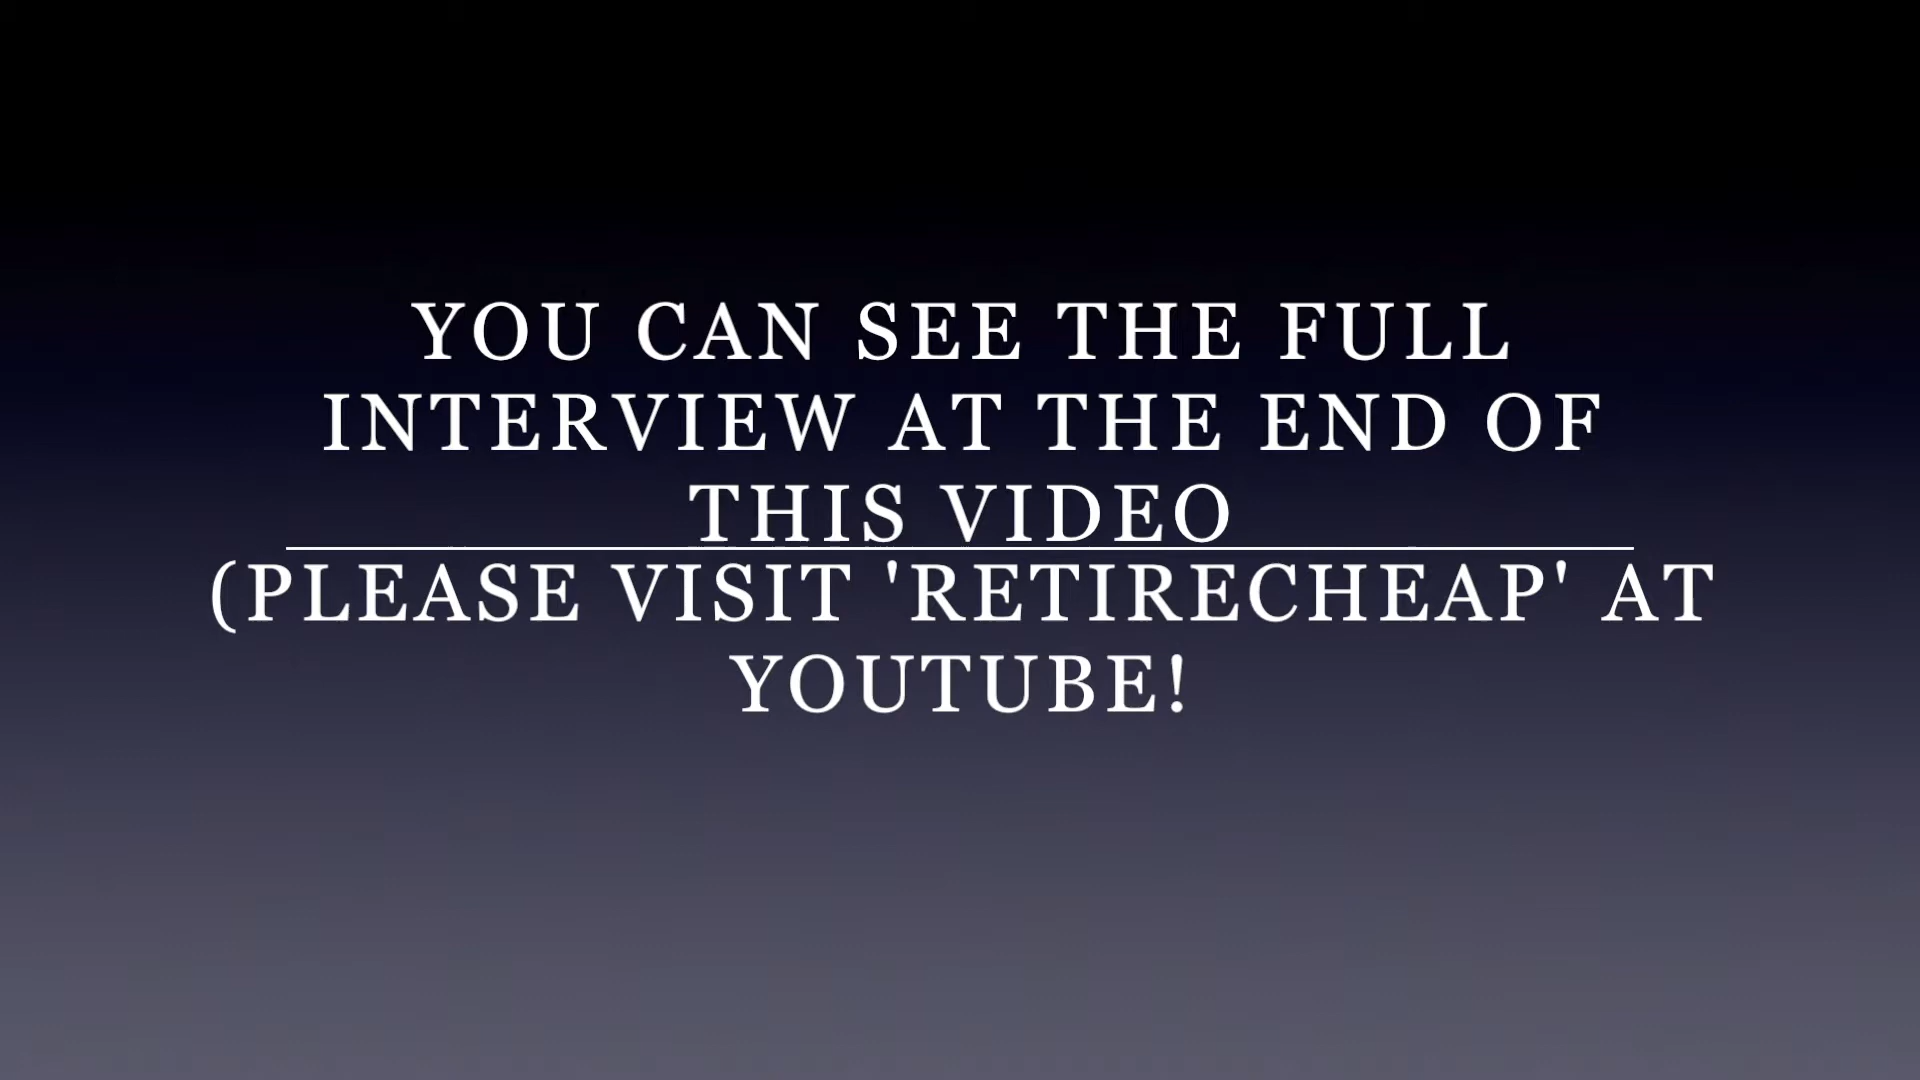 YOU CAN SEE THE FULL
INTERVIEW AT THE END OF
THIS VIDEO
(PLEASE VISIT 'RETIRECHEAP' AT
YOUTUBE!